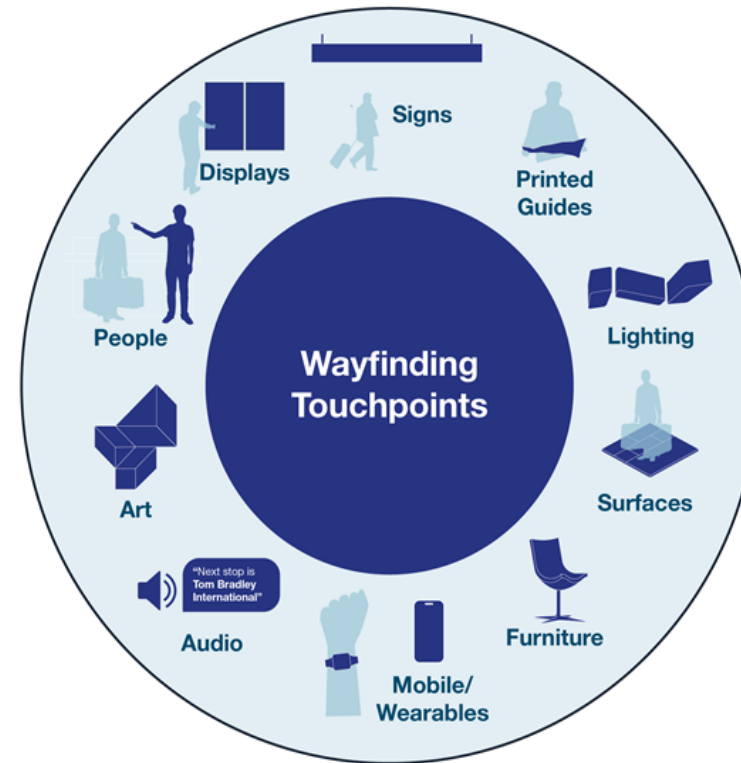 Signs
Printed
Guides
Lighting
Surfaces
Furniture
Mobile/
Wearables
Audio
“Next stop is
Tom Bradley
International”
Art
People
Displays
Wayfinding
Touchpoints